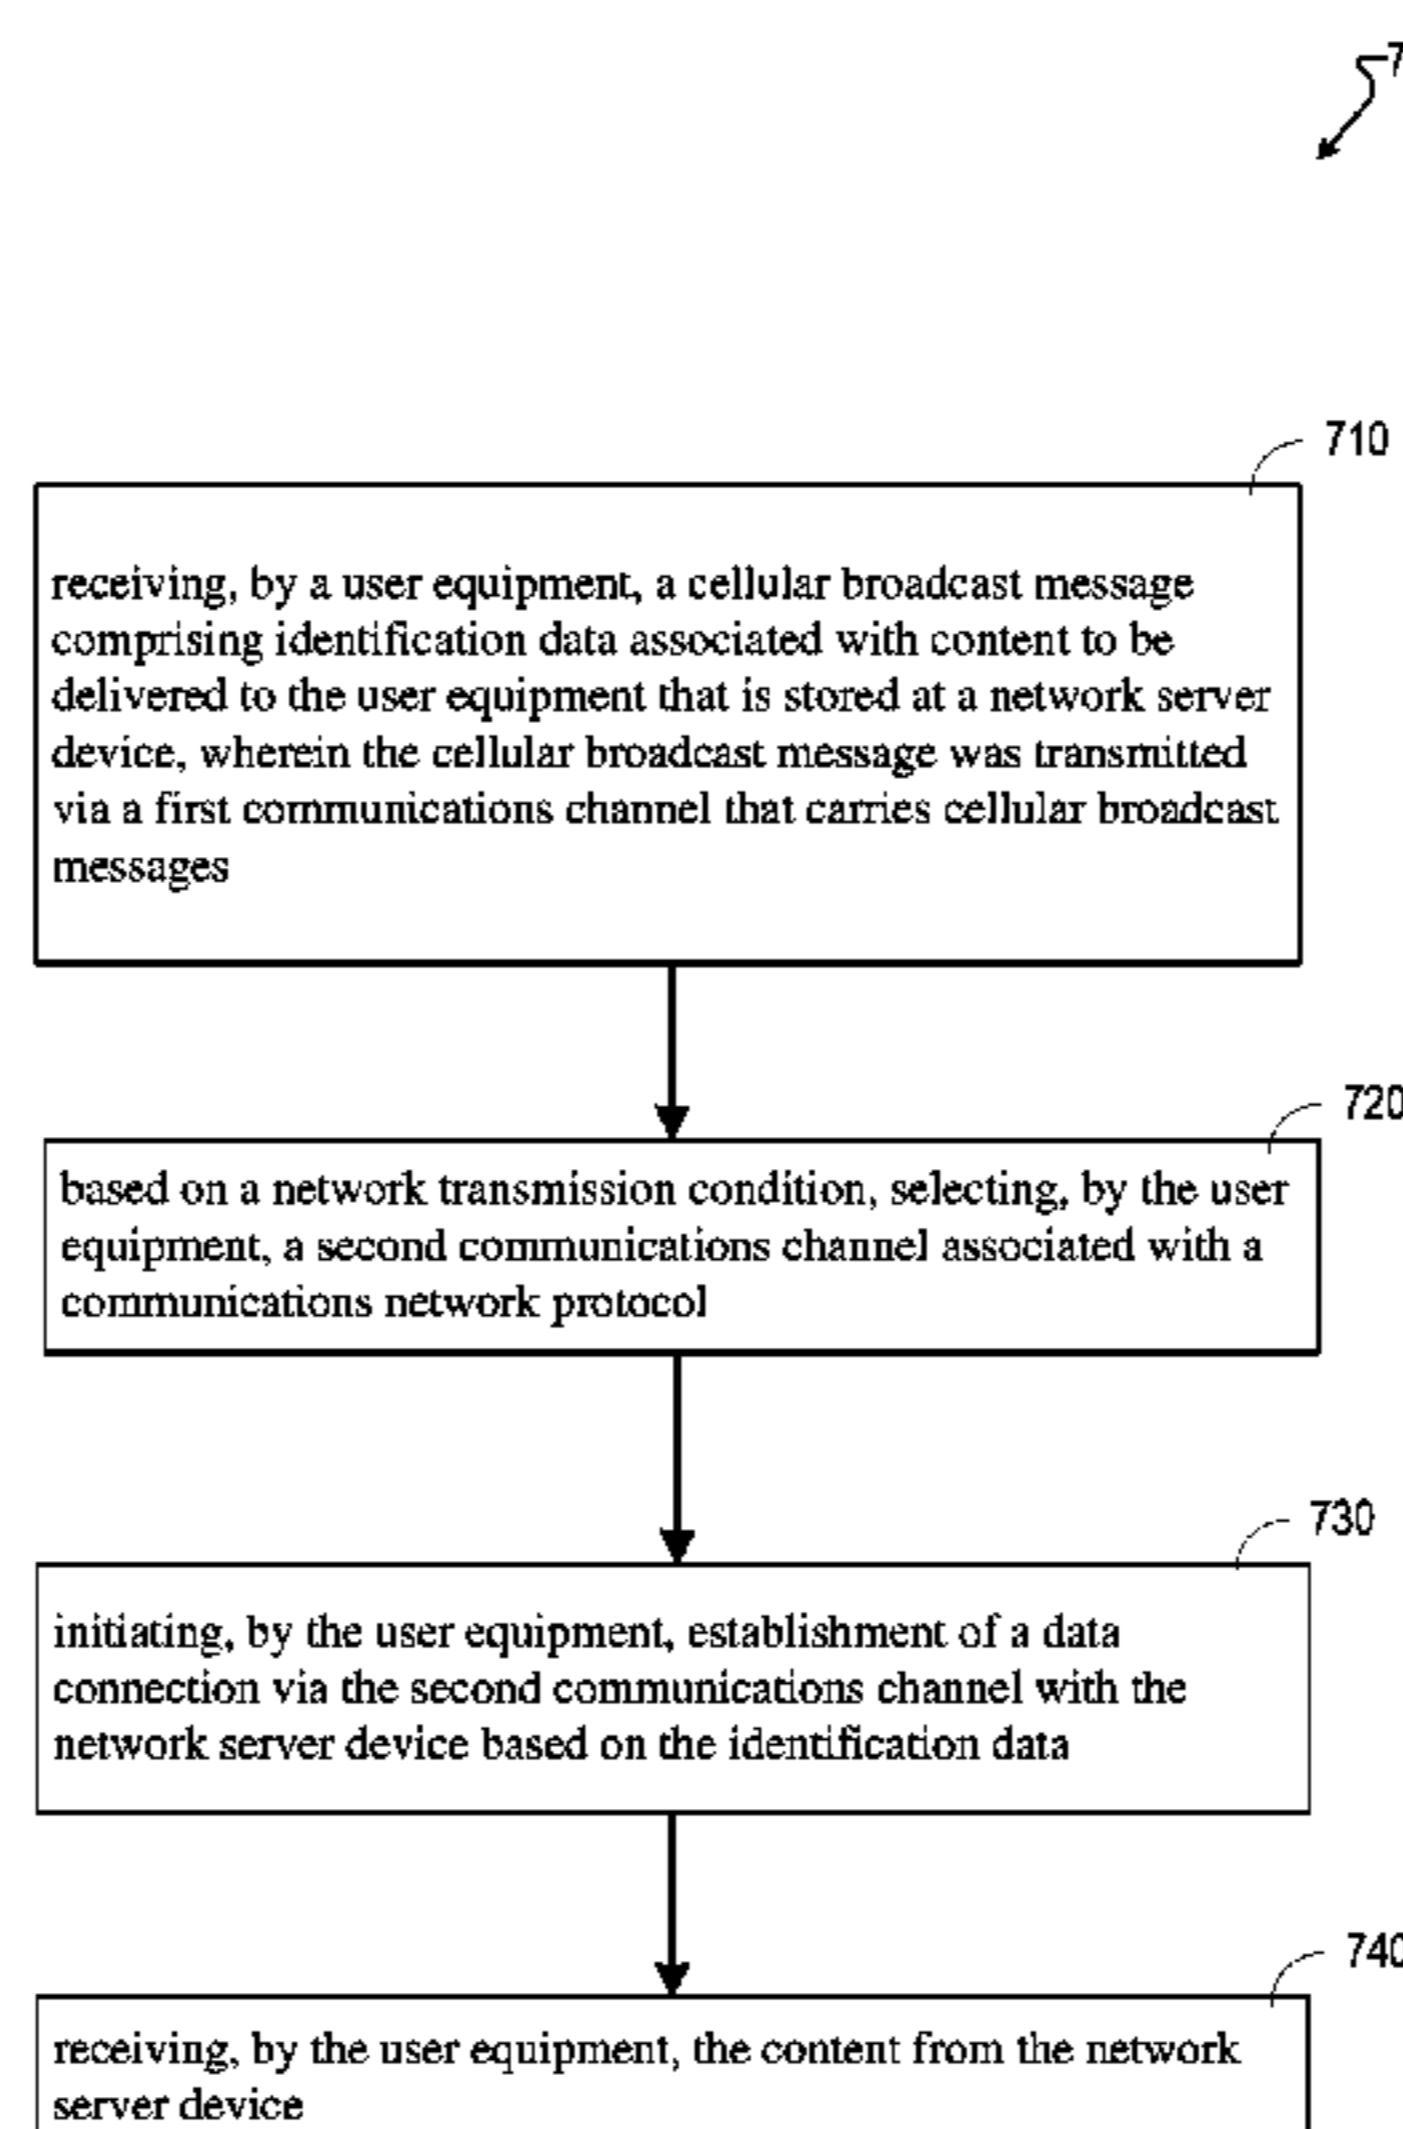 7
710
receiving, by a user equipment, a cellular broadcast message
comprising identification data associated with content to be
delivered to the user equipment that is stored at a network server
device, wherein the cellular broadcast message was transmitted
via a first communications channel that carries cellular broadcast
messages
720
based on a network transmission condition, selecting, by the user
equipment, a second communications channel associated with a
communications network protocol
730
initiating, by the user equipment, establishment of a data
connection via the second communications channel with the
network server device based on the identification data
740
receiving, by the user equipment, the content from the network
server device